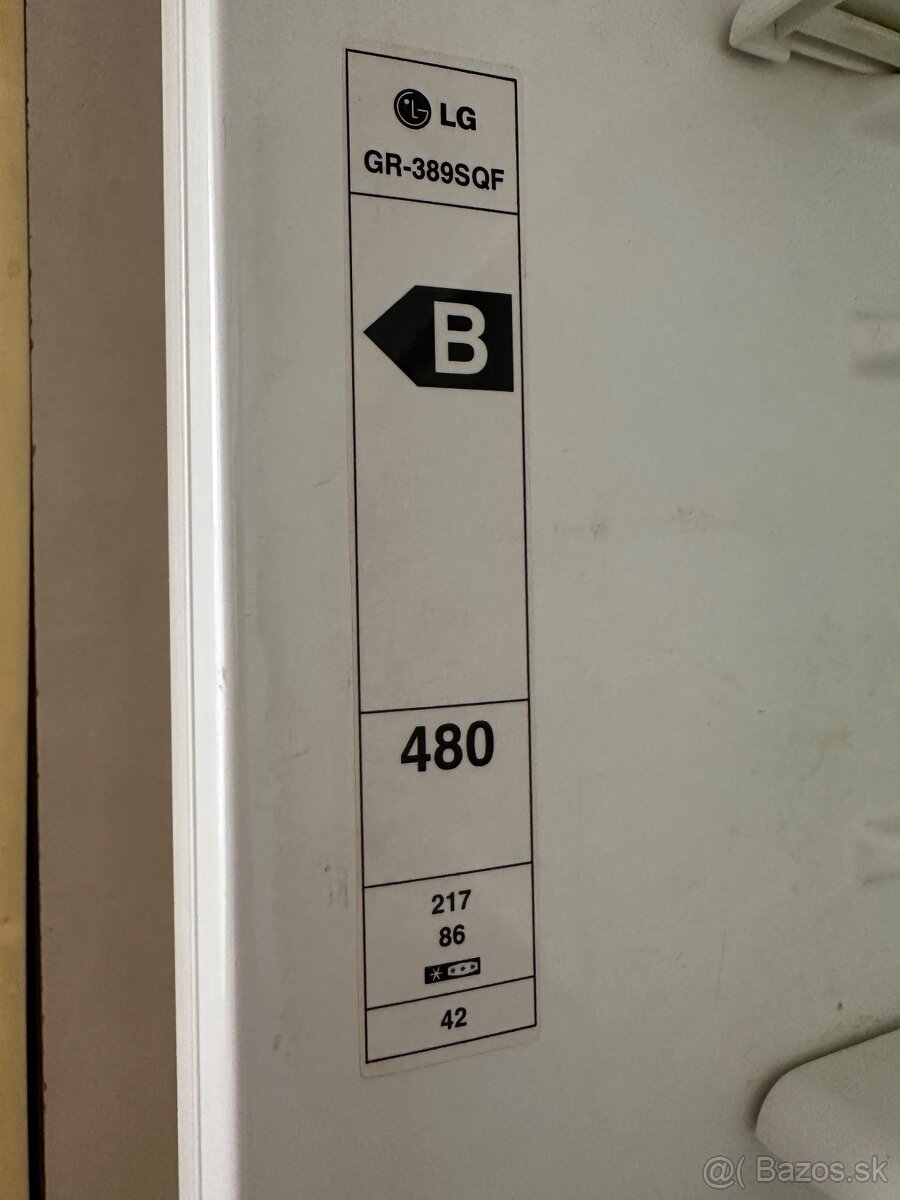 LG
GR-389SQF
B
480
217
86
42
@( Bazos.sk